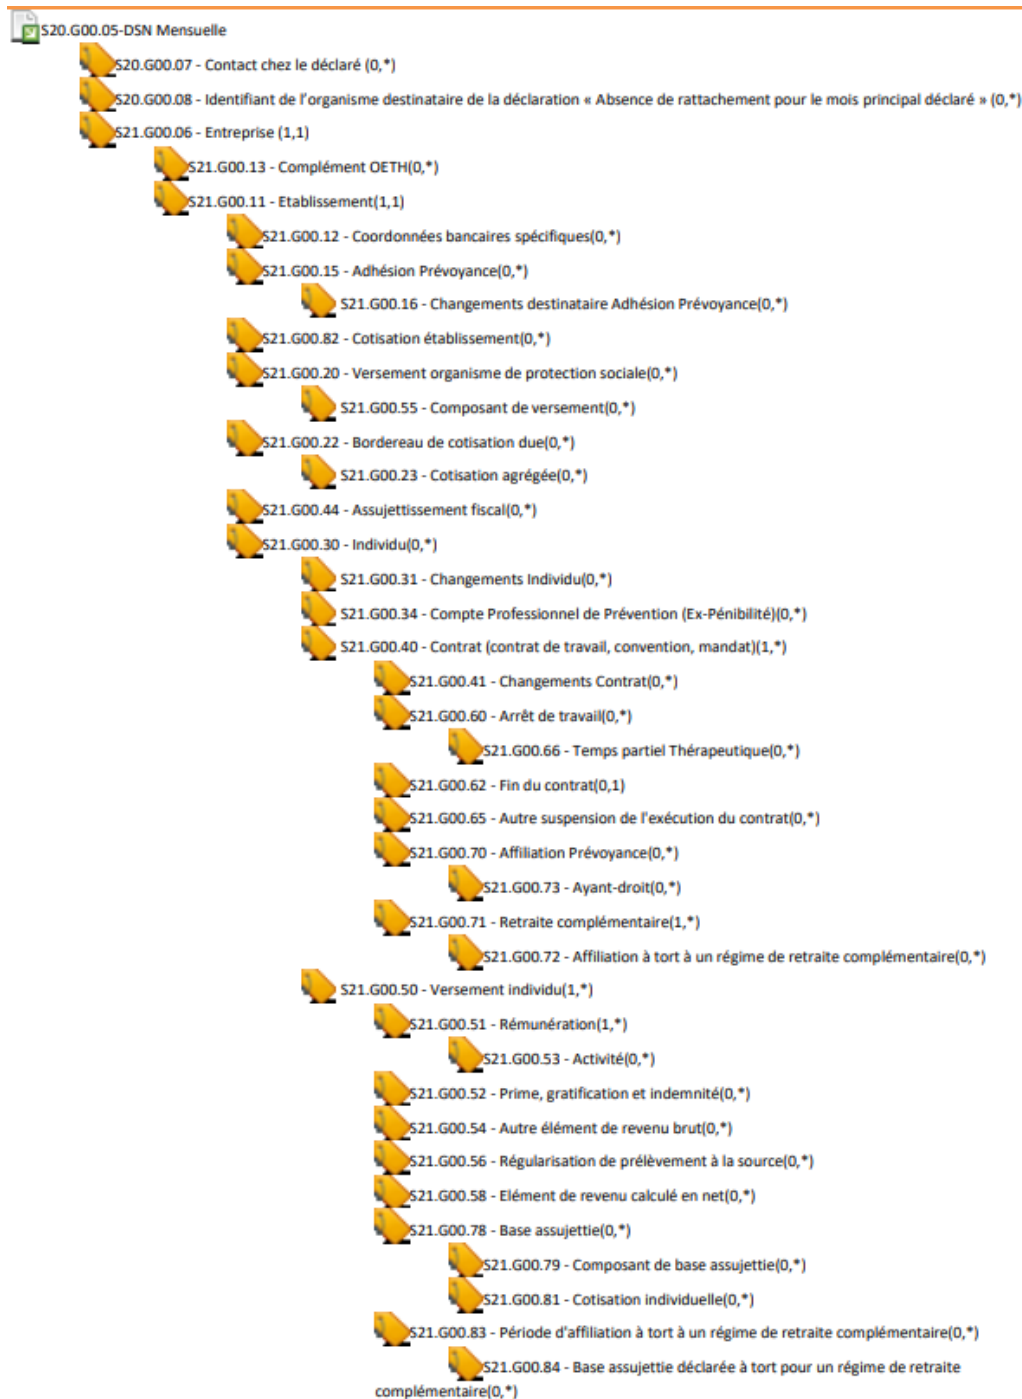 S20.G00.05-DSN Mensuelle
S20.G00.07 - Contact chez le déclaré (0,*)
S20.G00.08 - Identifiant de l'organisme destinataire de la déclaration « Absence de rattachement pour le mois principal déclaré » (0,*)
S21.G00.06 - Entreprise (1,1)
S21.G00.13 - Complément OETH(0,*)
S21.G00.11 - Etablissement(1,1)
S21.G00.12 - Coordonnées bancaires spécifiques(0,*)
S21.G00.15 - Adhésion Prévoyance(0,*)
S21.G00.16 - Changements destinataire Adhésion Prévoyance(0,*)
S21.G00.82 - Cotisation établissement(0,*)
S21.G00.20 - Versement organisme de protection sociale(0,*)
S21.G00.55 - Composant de versement(0,*)
S21.G00.22 - Bordereau de cotisation due(0,*)
S21.G00.23 - Cotisation agrégée(0,*)
S21.G00.44 - Assujettissement fiscal(0,*)
S21.G00.30 - Individu(0,*)
S21.G00.31 - Changements Individu(0,*)
S21.G00.34 - Compte Professionnel de Prévention (Ex-Pénibilité)(0,*)
S21.G00.40 - Contrat (contrat de travail, convention, mandat)(1,*)
S21.G00.41 - Changements Contrat(0,*)
S21.G00.60 - Arrêt de travail(0,*)
S21.G00.66 - Temps partiel Thérapeutique(0,*)
S21.G00.62 - Fin du contrat(0,1)
S21.G00.65 - Autre suspension de l'exécution du contrat(0,*)
S21.G00.70 - Affiliation Prévoyance(0,*)
S21.G00.73 - Ayant-droit(0,*)
S21.G00.71 - Retraite complémentaire(1,*)
S21.G00.72 - Affiliation à tort à un régime de retraite complémentaire(0,*)
S21.G00.50 - Versement individu(1,*)
S21.G00.51 - Rémunération(1,*)
S21.G00.53 - Activité(0,*)
S21.G00.52 - Prime, gratification et indemnité(0,*)
S21.G00.54 - Autre élément de revenu brut(0,*)
S21.G00.56 - Régularisation de prélèvement à la source(0,*)
S21.G00.58 - Elément de revenu calculé en net(0,*)
S21.G00.78 - Base assujettie(0,*)
S21.G00.79 - Composant de base assujettie(0,*)
S21.G00.81 - Cotisation individuelle(0,*)
S21.G00.83 - Période d'affiliation à tort à un régime de retraite complémentaire(0,*)
S21.G00.84 - Base assujettie déclarée à tort pour un régime de retraite
complémentaire(0,*)